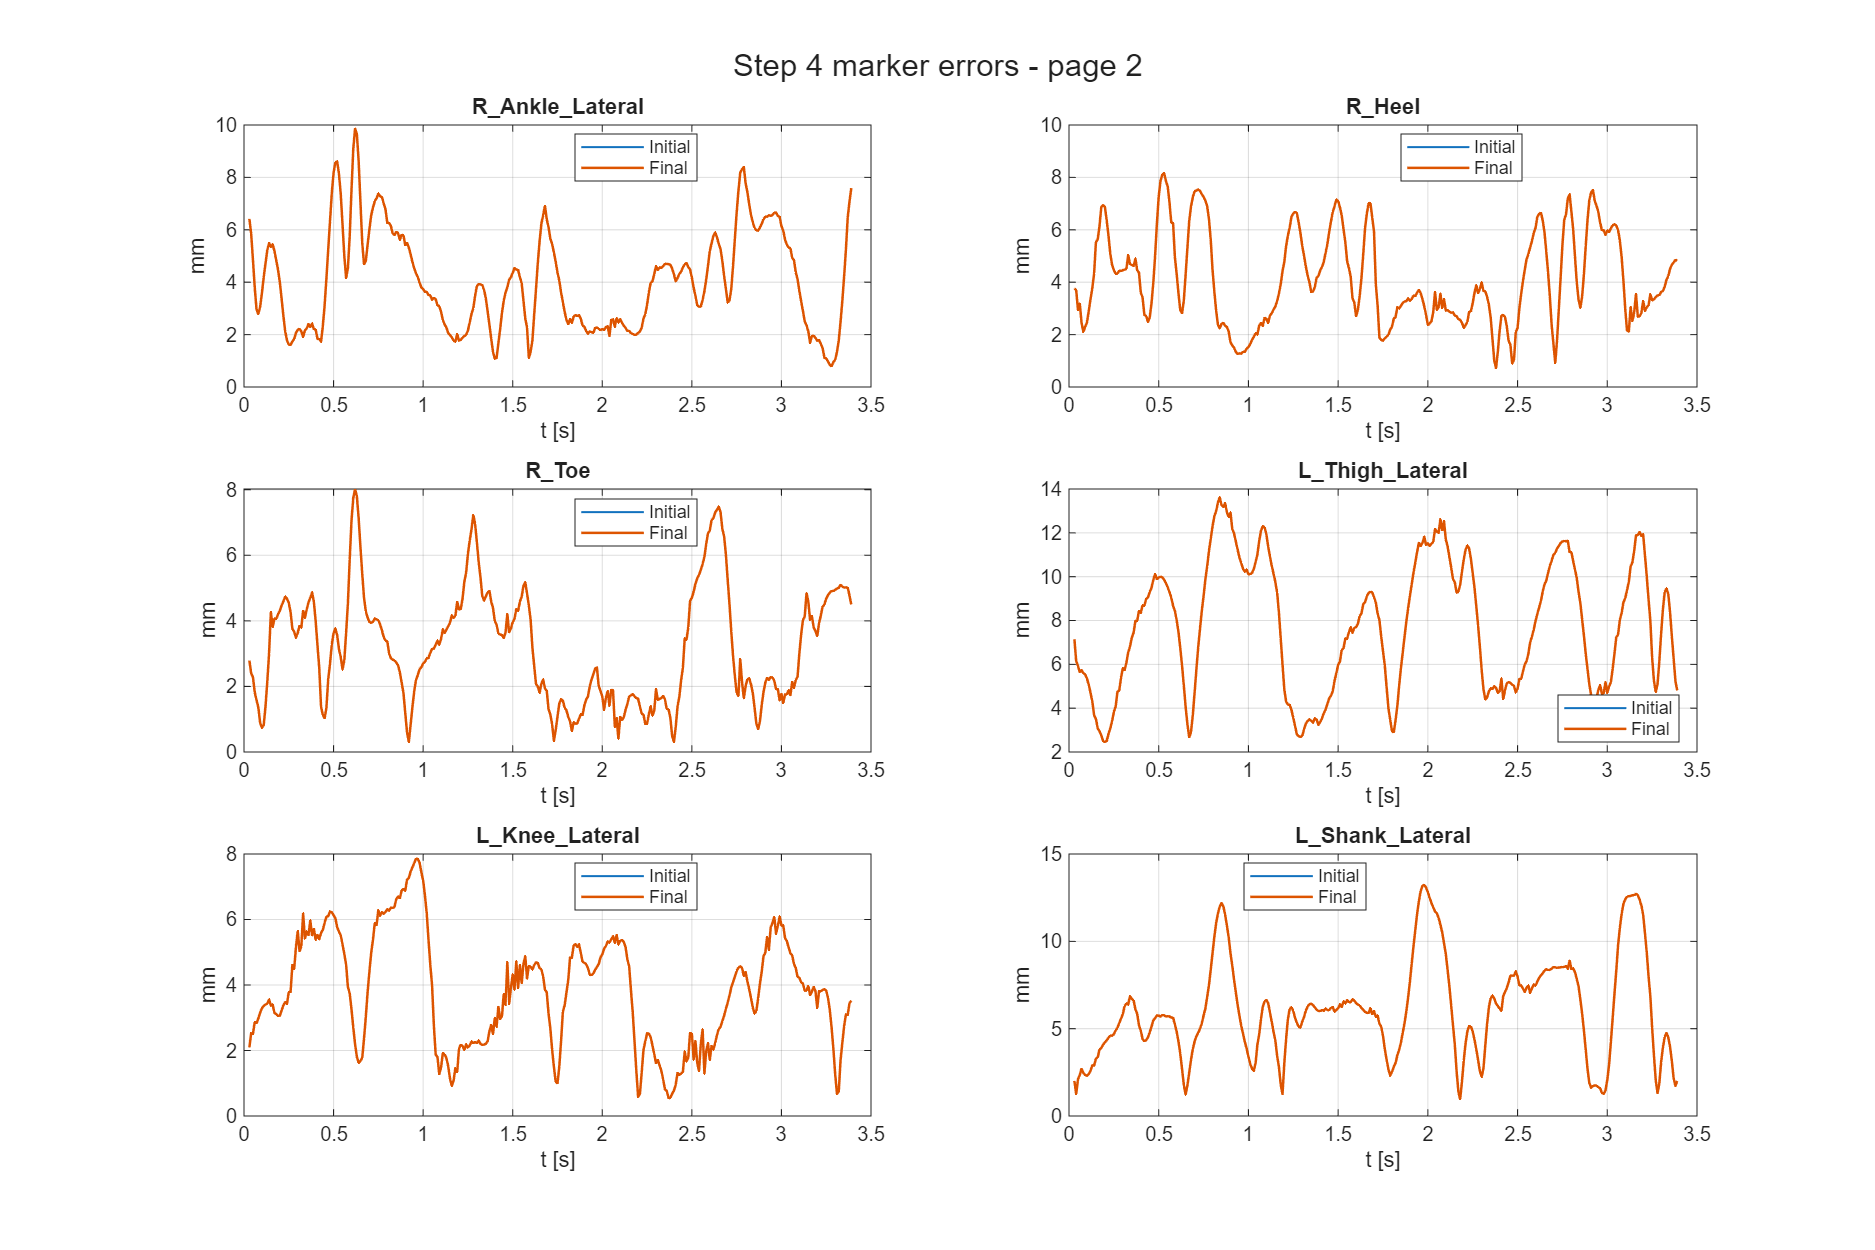 Step 4 marker errors - page 2
R_Ankle_Lateral
10
8
6
4
2
0
mm
Initial
Final
0 0.5 1 1.5 2 2.5 3 3.5
t [s]
R_Heel
10
8
6
4
2
0
mm
Initial
Final
0 0.5 1 1.5 2 2.5 3 3.5
t [s]
R_Toe
8
6
4
2
0
mm
Initial
Final
0 0.5 1 1.5 2 2.5 3 3.5
t [s]
L_Thigh_Lateral
14
12
10
8
6
4
2
mm
Initial
Final
0 0.5 1 1.5 2 2.5 3 3.5
t [s]
L_Knee_Lateral
8
6
4
2
0
mm
Initial
Final
0 0.5 1 1.5 2 2.5 3 3.5
t [s]
L_Shank_Lateral
15
10
5
0
mm
Initial
Final
0 0.5 1 1.5 2 2.5 3 3.5
t [s]